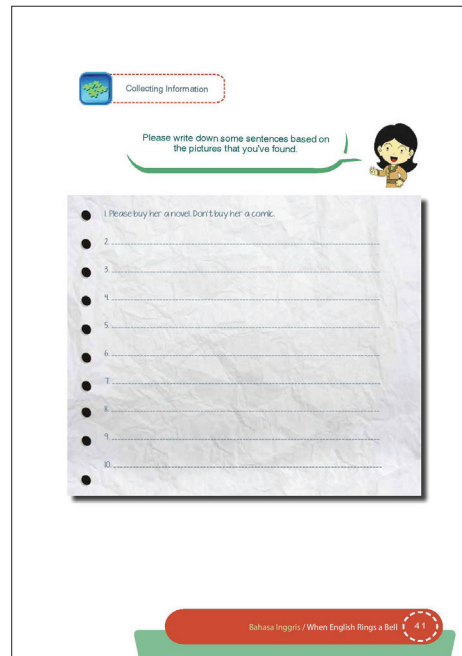 Collecting Information
Please write down some sentences based on
the pictures that you've found.
1. Please buy her a novel. Don't buy her a comic.
2.
3.
4.
5.
6.
7.
8.
9.
10.
Bahasa Inggris / When English Rings a Bell
41